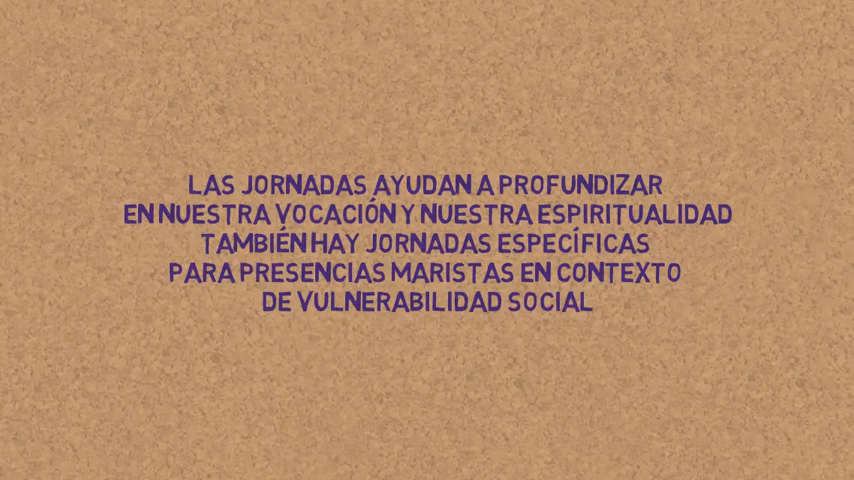 LAS JORNADAS AYUDAN A PROFUNDIZAR
EN NUESTRA VOCACIÓN Y NUESTRA ESPIRITUALIDAD
TAMBIÉN HAY JORNADAS ESPECÍFICAS
PARA PRESENCIAS MARISTAS EN CONTEXTO
DE VULNERABILIDAD SOCIAL